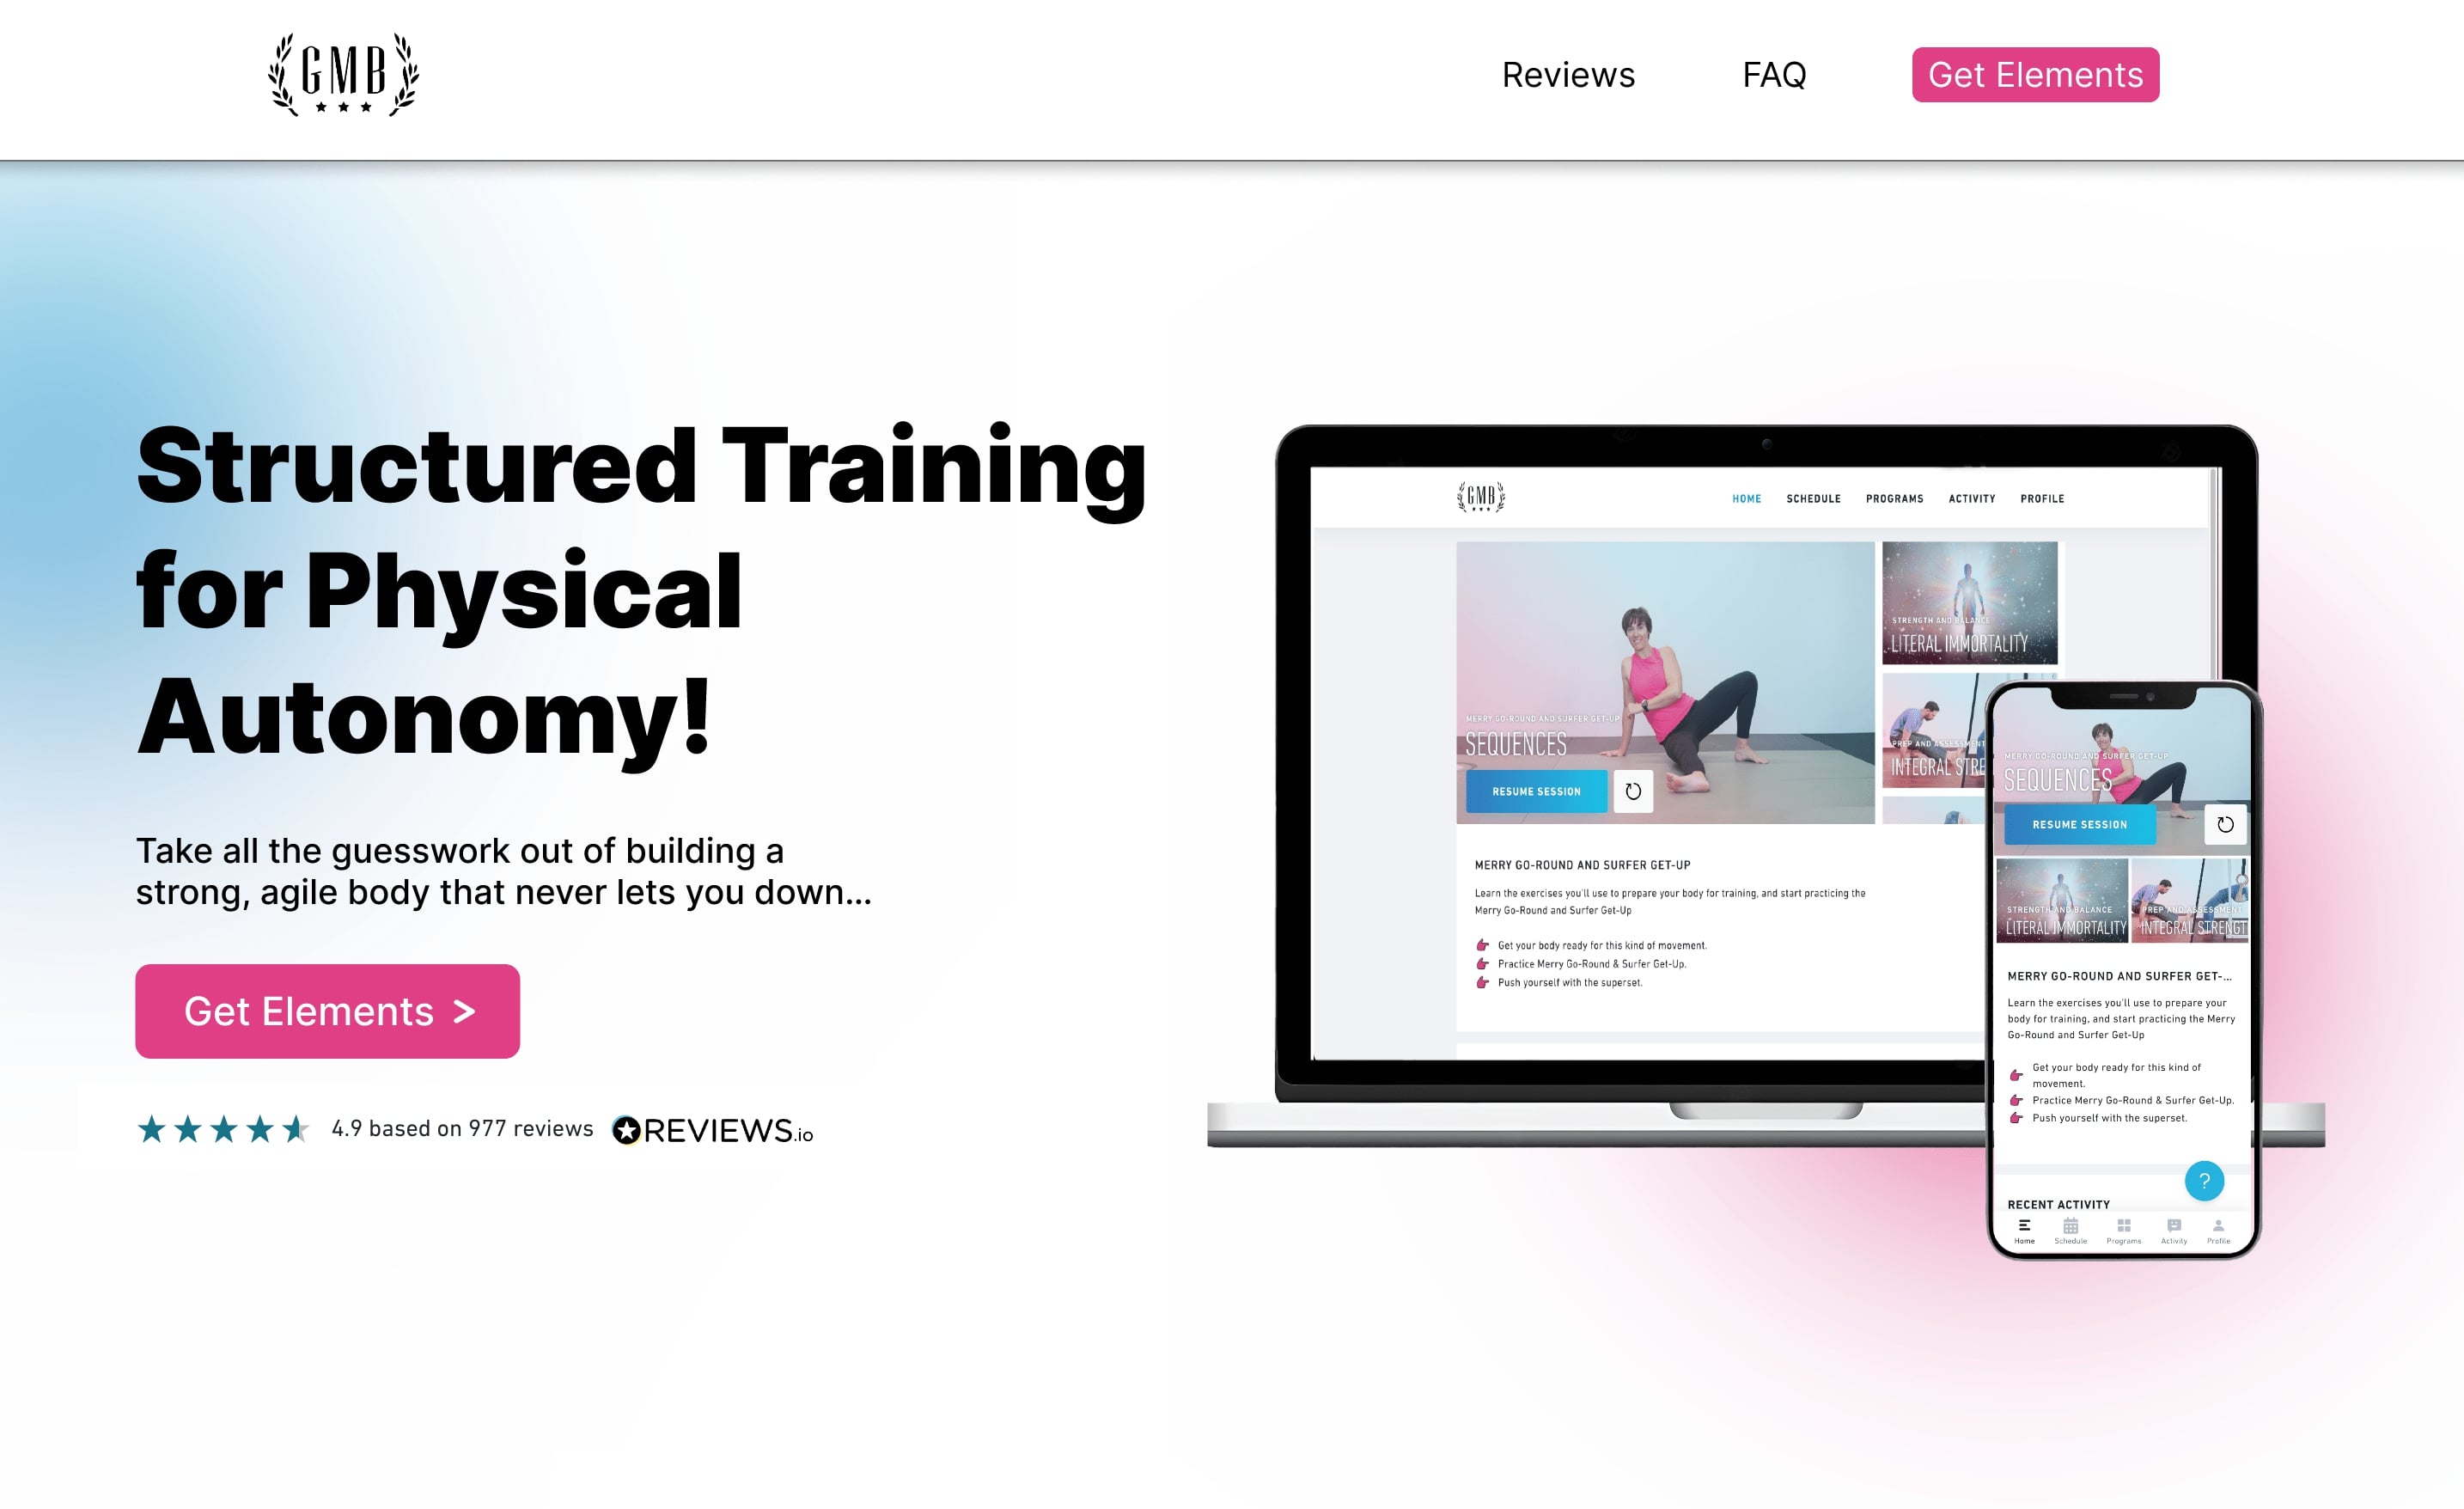 GMB
Reviews
FAQ
Get Elements
Structured Training
for Physical
Autonomy!
Take all the guesswork out of building a
strong, agile body that never lets you down...
Get Elements >
4.9 based on 977 reviews
REVIEWS.io
GMB
HOME
SCHEDULE
PROGRAMS
ACTIVITY
PROFILE
MERRY GO-ROUND AND SURFER GET-UP
SEQUENCES
RESUME SESSION
STRENGTH AND BALANCE
LITERAL IMMORTALITY
PREP AND ASSESSMENT
INTEGRAL STRE
MERRY GO-ROUND AND SURFER GET-UP
Learn the exercises you'll use to prepare your body for training, and start practicing the
Merry Go-Round and Surfer Get-Up
Get your body ready for this kind of movement.
Practice Merry Go-Round & Surfer Get-Up.
Push yourself with the superset.
MERRY GO-ROUND AND SURFER GET-UP
SEQUENCES
RESUME SESSION
STRENGTH AND BALANCE
LITERAL IMMORTALITY
PREP AND ASSESSMENT
INTEGRAL STRENGT
MERRY GO-ROUND AND SURFER GET-...
Learn the exercises you'll use to prepare your
body for training, and start practicing the Merry
Go-Round and Surfer Get-Up
Get your body ready for this kind of
movement.
Practice Merry Go-Round & Surfer Get-Up.
Push yourself with the superset.
?
RECENT ACTIVITY
Home
Schedule
Programs
Activity
Profile